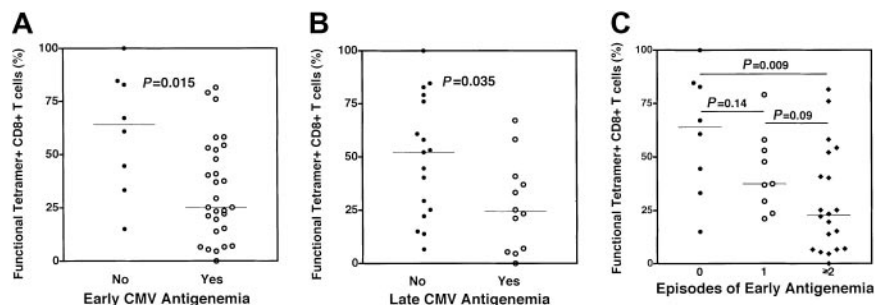 A
Functional Tetramer+ CD8+ T cells (%)
100
75
50
25
0
P=0.015
No
Yes
Early CMV Antigenemia
B
Functional Tetramer+ CD8+ T cells (%)
100
75
50
25
0
P=0.035
No
Yes
Late CMV Antigenemia
C
Functional Tetramer+ CD8+ T cells (%)
100
75
50
25
0
P=0.009
P=0.14
P=0.09
0
1
≥2
Episodes of Early Antigenemia